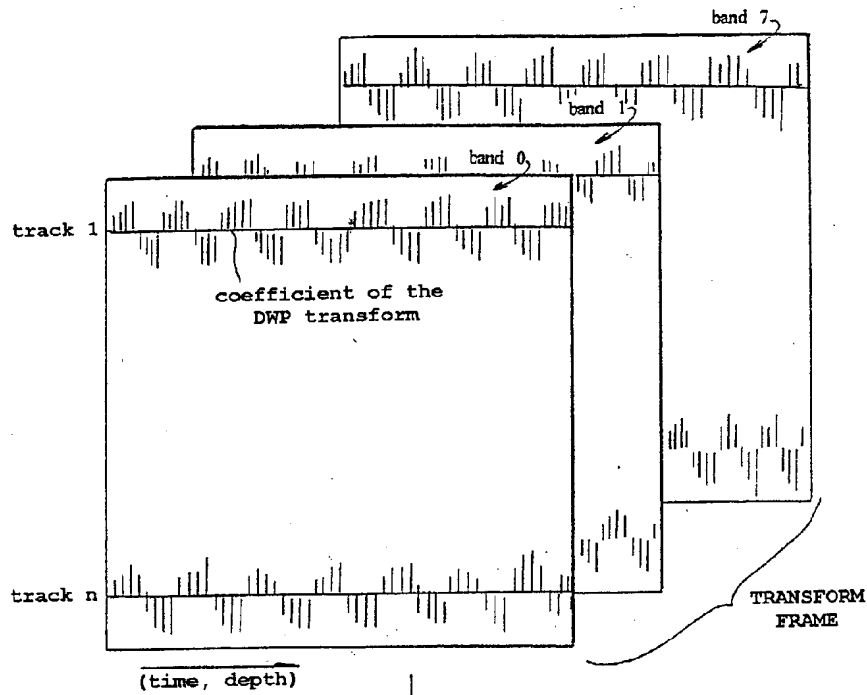 band 7
band 1
band 0
track 1
coefficient of the
DWP transform
track n
TRANSFORM
FRAME
(time, depth)